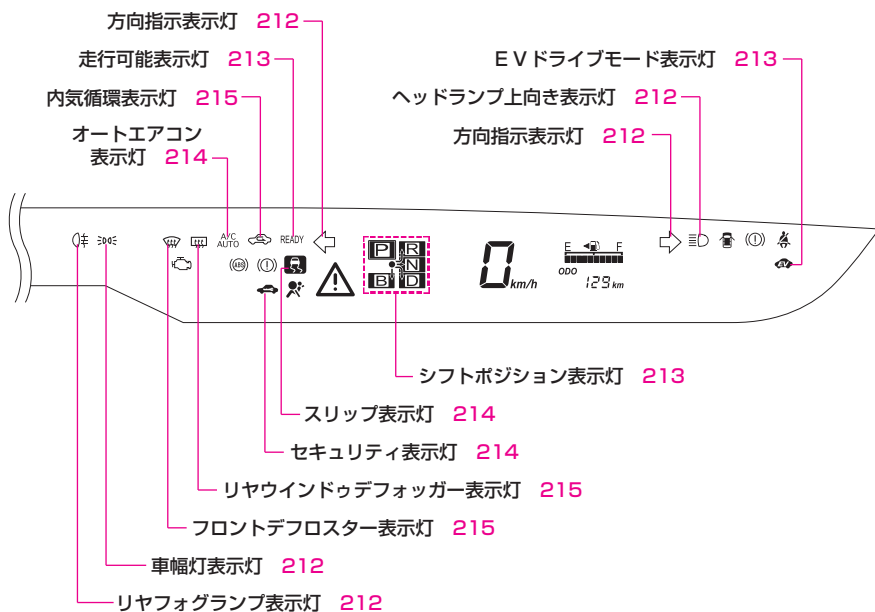 方向指示表示灯 212
走行可能表示灯 213
内気循環表示灯 215
オートエアコン
表示灯 214
EVドライブモード表示灯 213
ヘッドランプ上向き表示灯 212
方向指示表示灯 212
A/C
AUTO
READY
ABS
P
R
N
B
D
0 km/h
E F
ODO
129 km
EV
シフトポジション表示灯 213
スリップ表示灯 214
セキュリティ表示灯 214
リヤウインドゥデフォッガー表示灯 215
フロントデフロスター表示灯 215
車幅灯表示灯 212
リヤフォグランプ表示灯 212